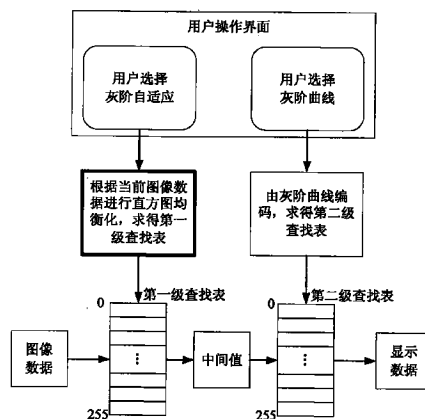 用户操作界面
用户选择
灰阶自适应
用户选择
灰阶曲线
根据当前图像数
据进行直方图均
衡化，求得第一
级查找表
由灰阶曲线编
码，求得第二级
查找表
0
第一级查找表
0
第二级查找表
图像
数据
⋮
中间值
⋮
显示
数据
255
255